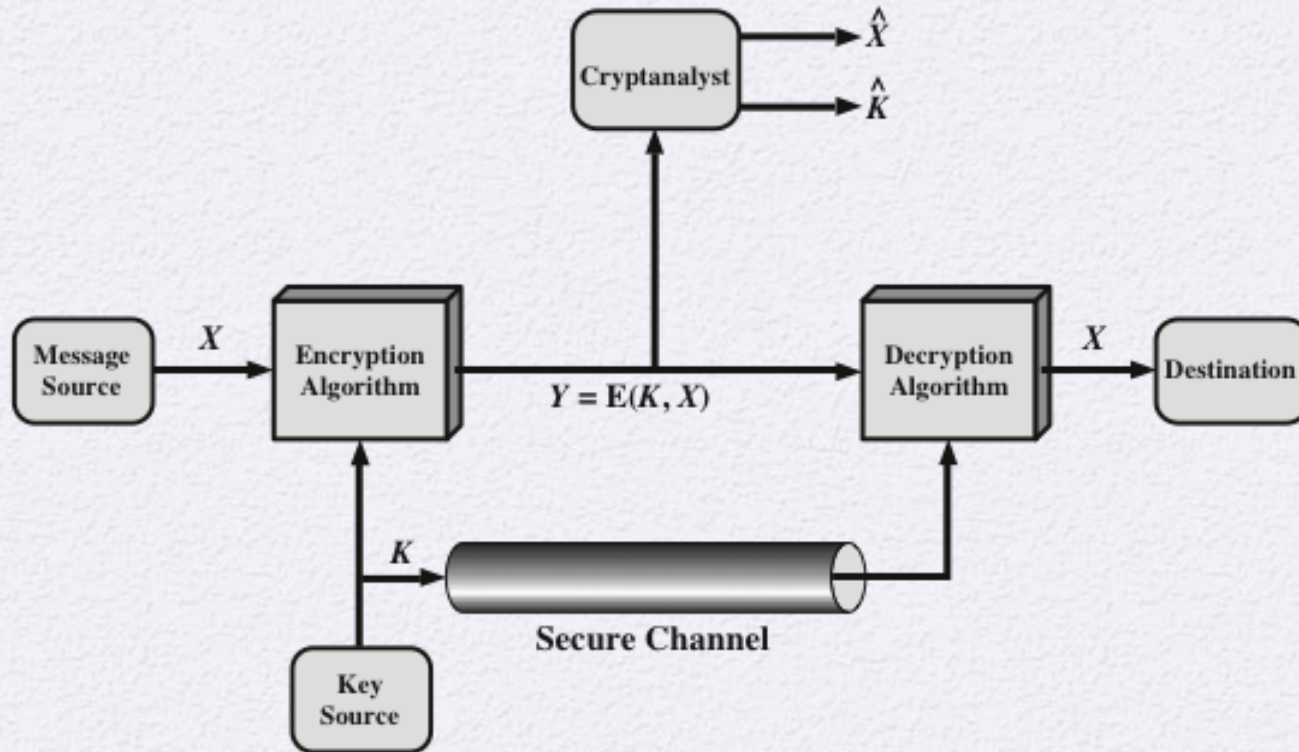 X̂
Cryptanalyst
K̂
X
Message
Source
Encryption
Algorithm
Y = E(K, X)
Decryption
Algorithm
X
Destination
K
Secure Channel
Key
Source